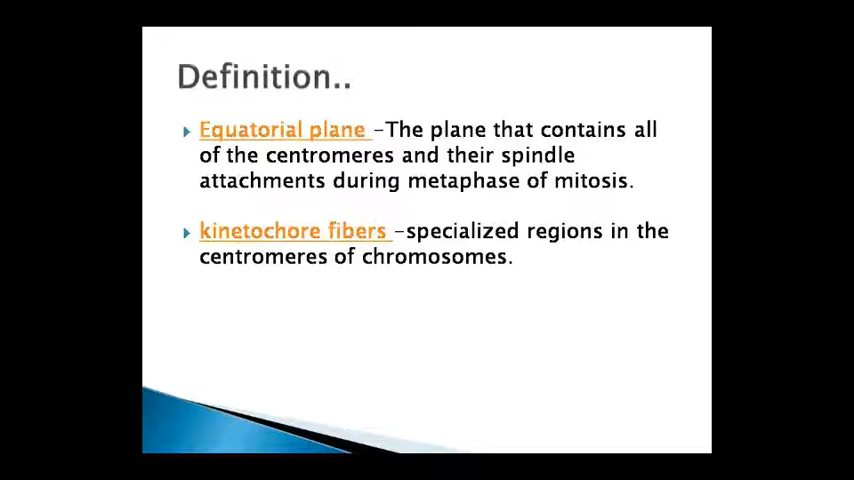 Definition..
Equatorial plane -The plane that contains all
of the centromeres and their spindle
attachments during metaphase of mitosis.
kinetochore fibers -specialized regions in the
centromeres of chromosomes.